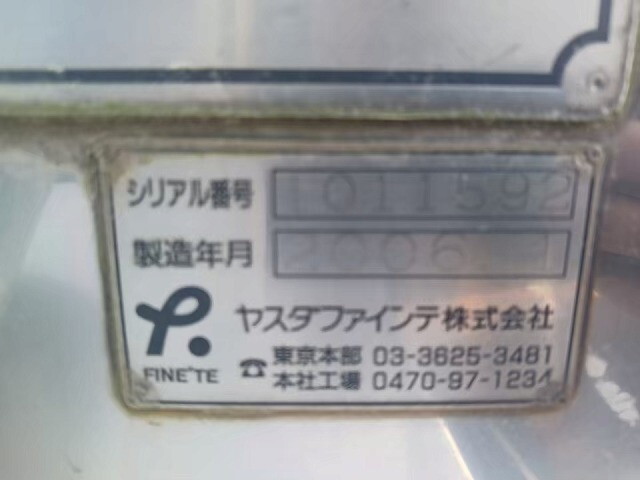 シリアル番号 1011592
製造年月 2006. 1
ヤスダファインテ株式会社
FINE'TE
☎ 東京本部 03-3625-3481
本社工場 0470-97-1234